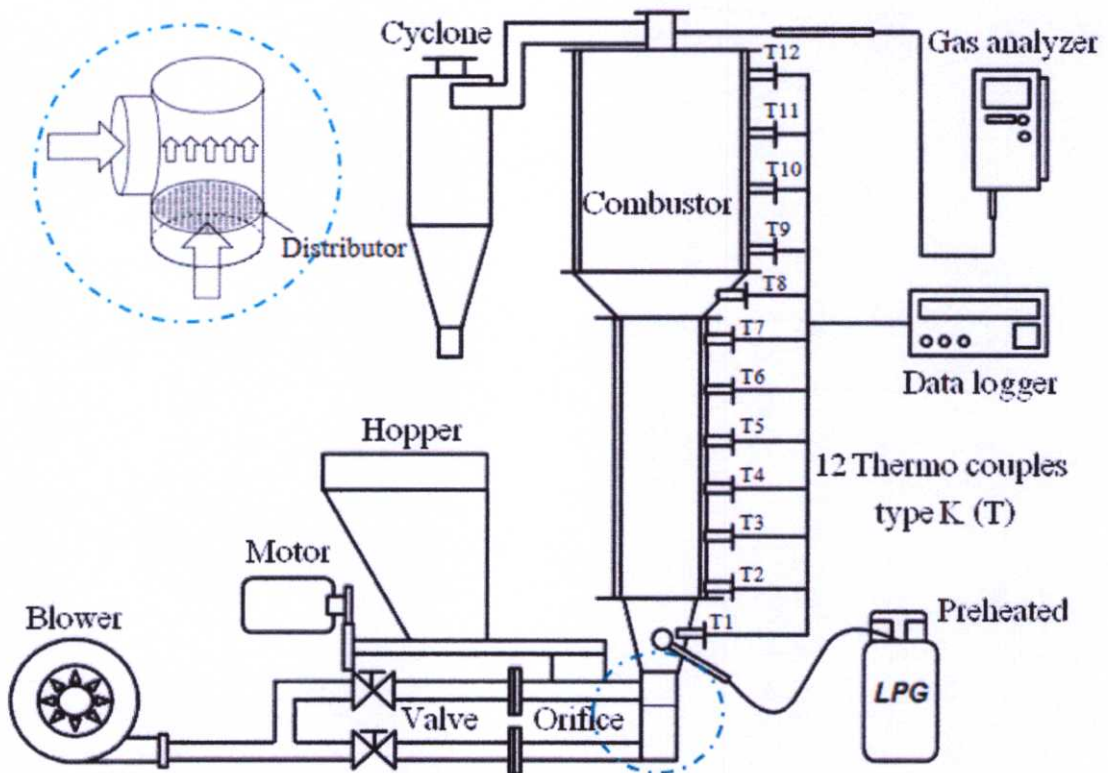 Cyclone
T12
Gas analyzer
T11
T10
Combustor
T9
Distributor
T8
T7
Data logger
T6
Hopper
T5
12 Thermo couples
type K (T)
T4
T3
Motor
T2
Blower
T1
Preheated
LPG
Valve
Orifice